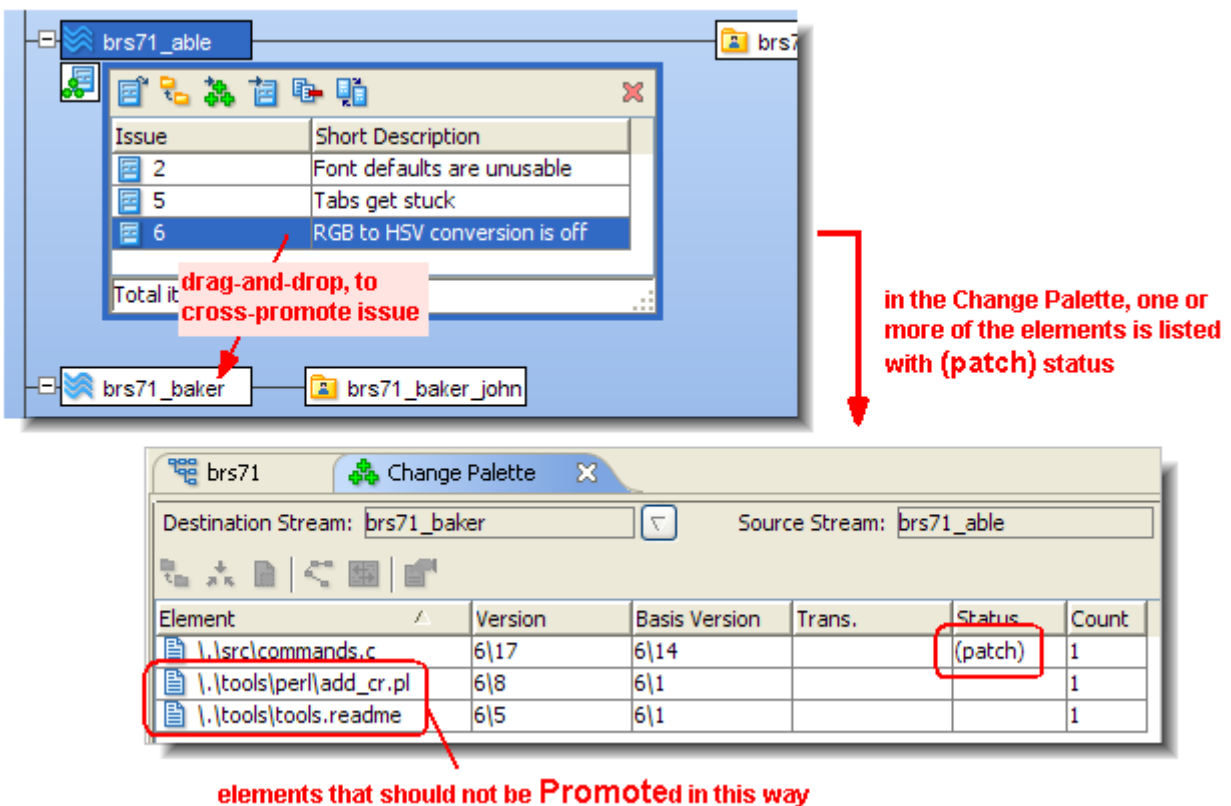 brs71_able
brs7
Issue Short Description
2 Font defaults are unusable
5 Tabs get stuck
6 RGB to HSV conversion is off
drag-and-drop, to
cross-promote issue
Total it
brs71_baker brs71_baker_john
in the Change Palette, one or
more of the elements is listed
with (patch) status
brs71 Change Palette
Destination Stream: brs71_baker Source Stream: brs71_able
Element Version Basis Version Trans. Status Count
\.\src\commands.c 6\17 6\14 (patch) 1
\.\tools\perl\add_cr.pl 6\8 6\1 1
\.\tools\tools.readme 6\5 6\1 1
elements that should not be Promoted in this way